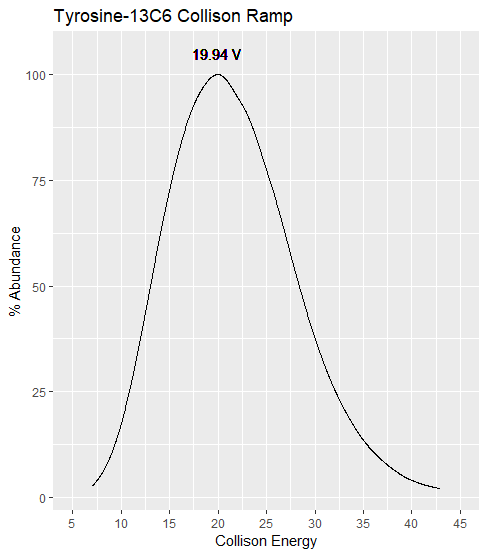 Tyrosine-13C6 Collison Ramp
19.94 V
100
75
50
25
0
% Abundance
5 10 15 20 25 30 35 40 45
Collision Energy